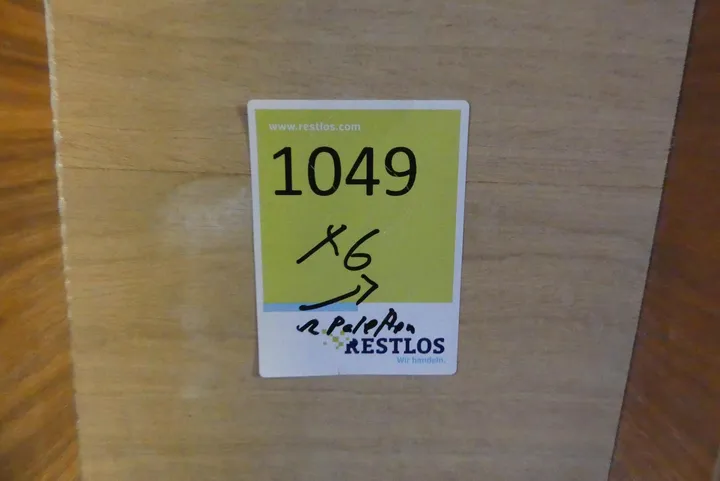 www.restlos.com
1049
x6
2 Paletten
RESTLOS
Wir handeln.